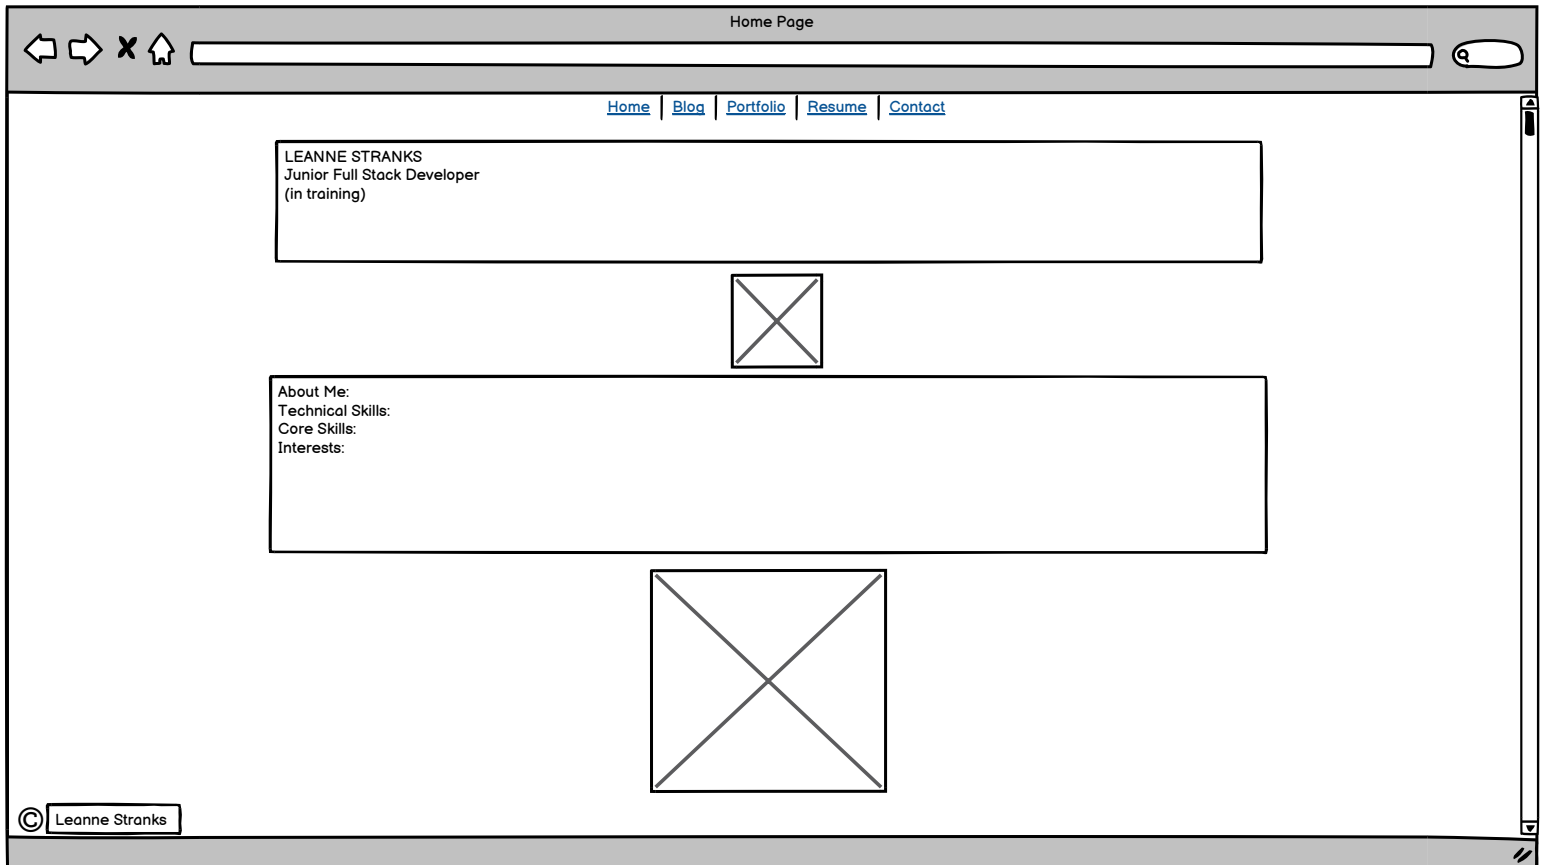 Home Page
Home Blog Portfolio Resume Contact
LEANNE STRANKS
Junior Full Stack Developer
(in training)
About Me:
Technical Skills:
Core Skills:
Interests:
© Leanne Stranks